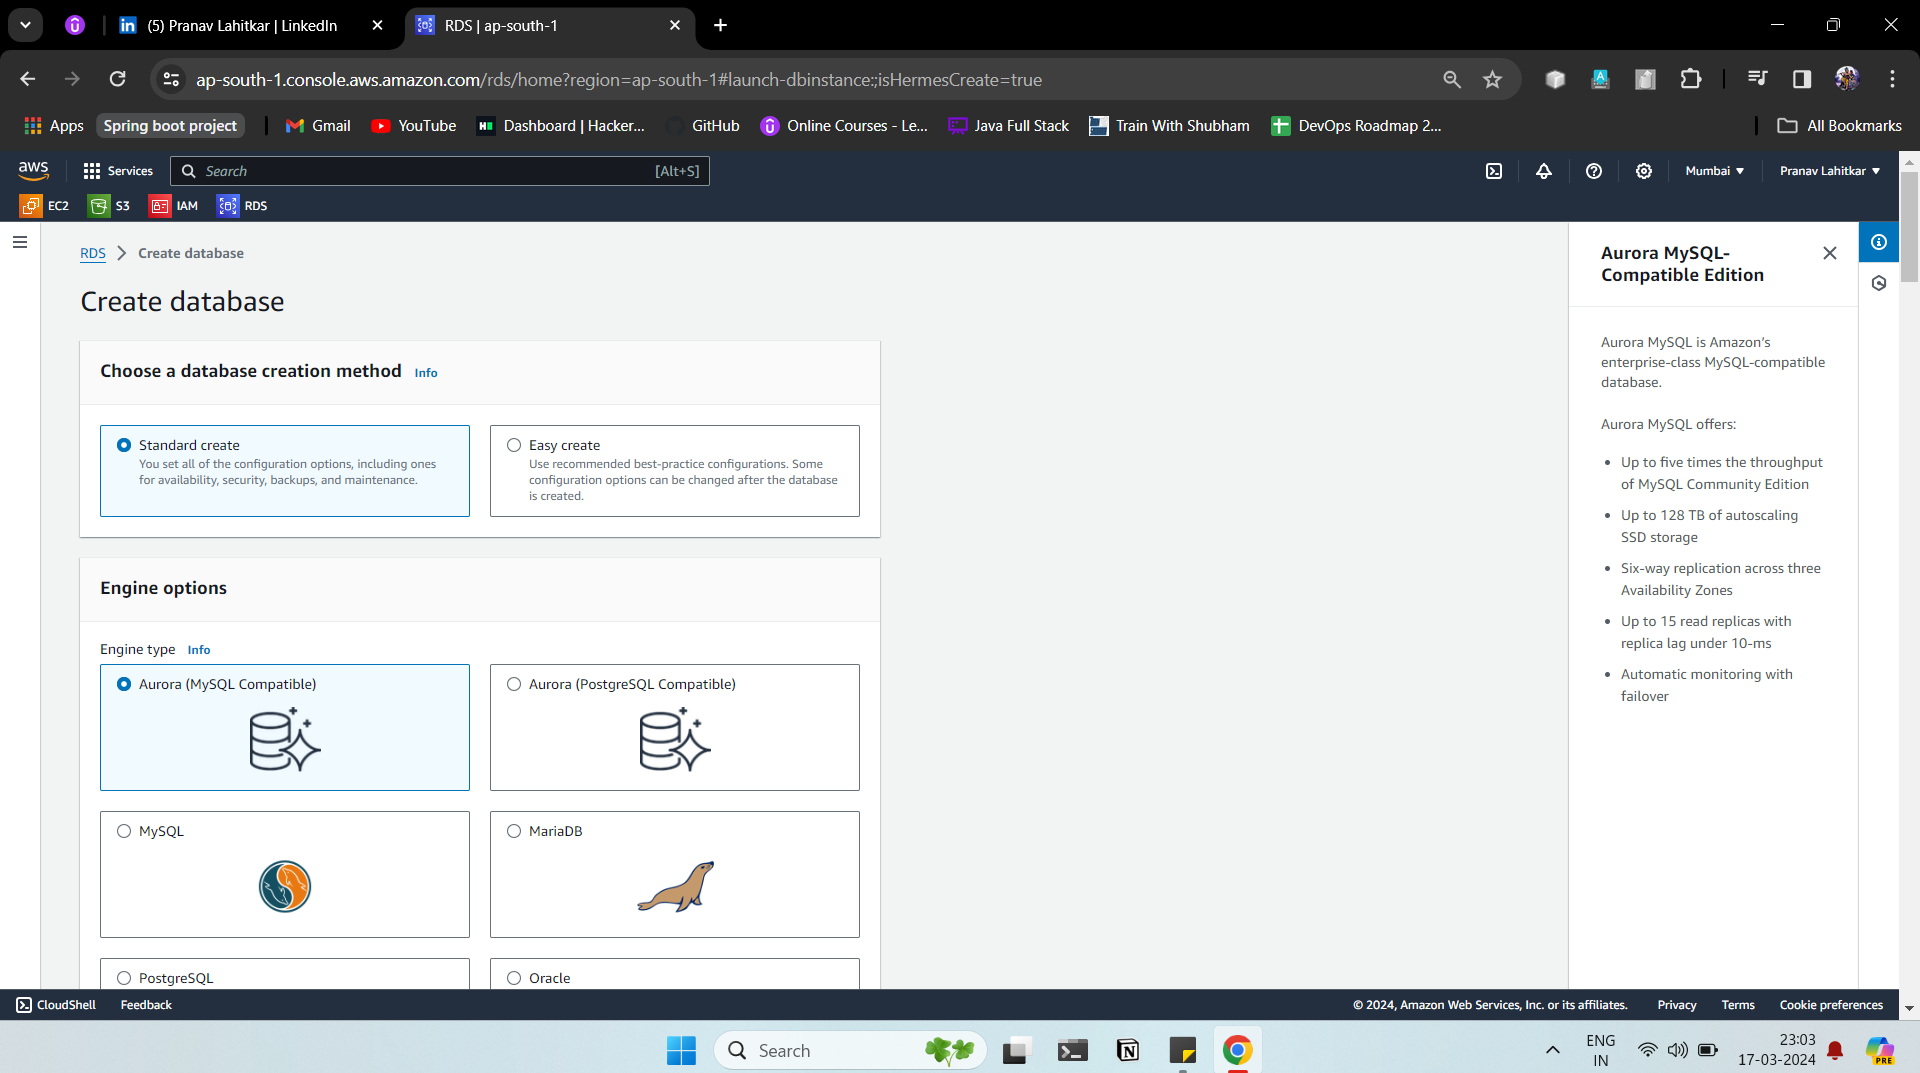 (5) Pranav Lahitkar | LinkedIn
RDS | ap-south-1
ap-south-1.console.aws.amazon.com/rds/home?region=ap-south-1#launch-dbinstance:;isHermesCreate=true
Apps
Spring boot project
Gmail
YouTube
Dashboard | Hacker...
GitHub
Online Courses - Le...
Java Full Stack
Train With Shubham
DevOps Roadmap 2...
All Bookmarks
aws
Services
Search
[Alt+S]
Mumbai
Pranav Lahitkar
EC2
S3
IAM
RDS
RDS
Create database
Create database
Choose a database creation method Info
Standard create
You set all of the configuration options, including ones
for availability, security, backups, and maintenance.
Easy create
Use recommended best-practice configurations. Some
configuration options can be changed after the database
is created.
Engine options
Engine type Info
Aurora (MySQL Compatible)
Aurora (PostgreSQL Compatible)
MySQL
MariaDB
PostgreSQL
Oracle
Aurora MySQL-
Compatible Edition
Aurora MySQL is Amazon's
enterprise-class MySQL-compatible
database.
Aurora MySQL offers:
Up to five times the throughput
of MySQL Community Edition
Up to 128 TB of autoscaling
SSD storage
Six-way replication across three
Availability Zones
Up to 15 read replicas with
replica lag under 10-ms
Automatic monitoring with
failover
CloudShell
Feedback
© 2024, Amazon Web Services, Inc. or its affiliates.
Privacy
Terms
Cookie preferences
Search
ENG
IN
23:03
17-03-2024
PRE